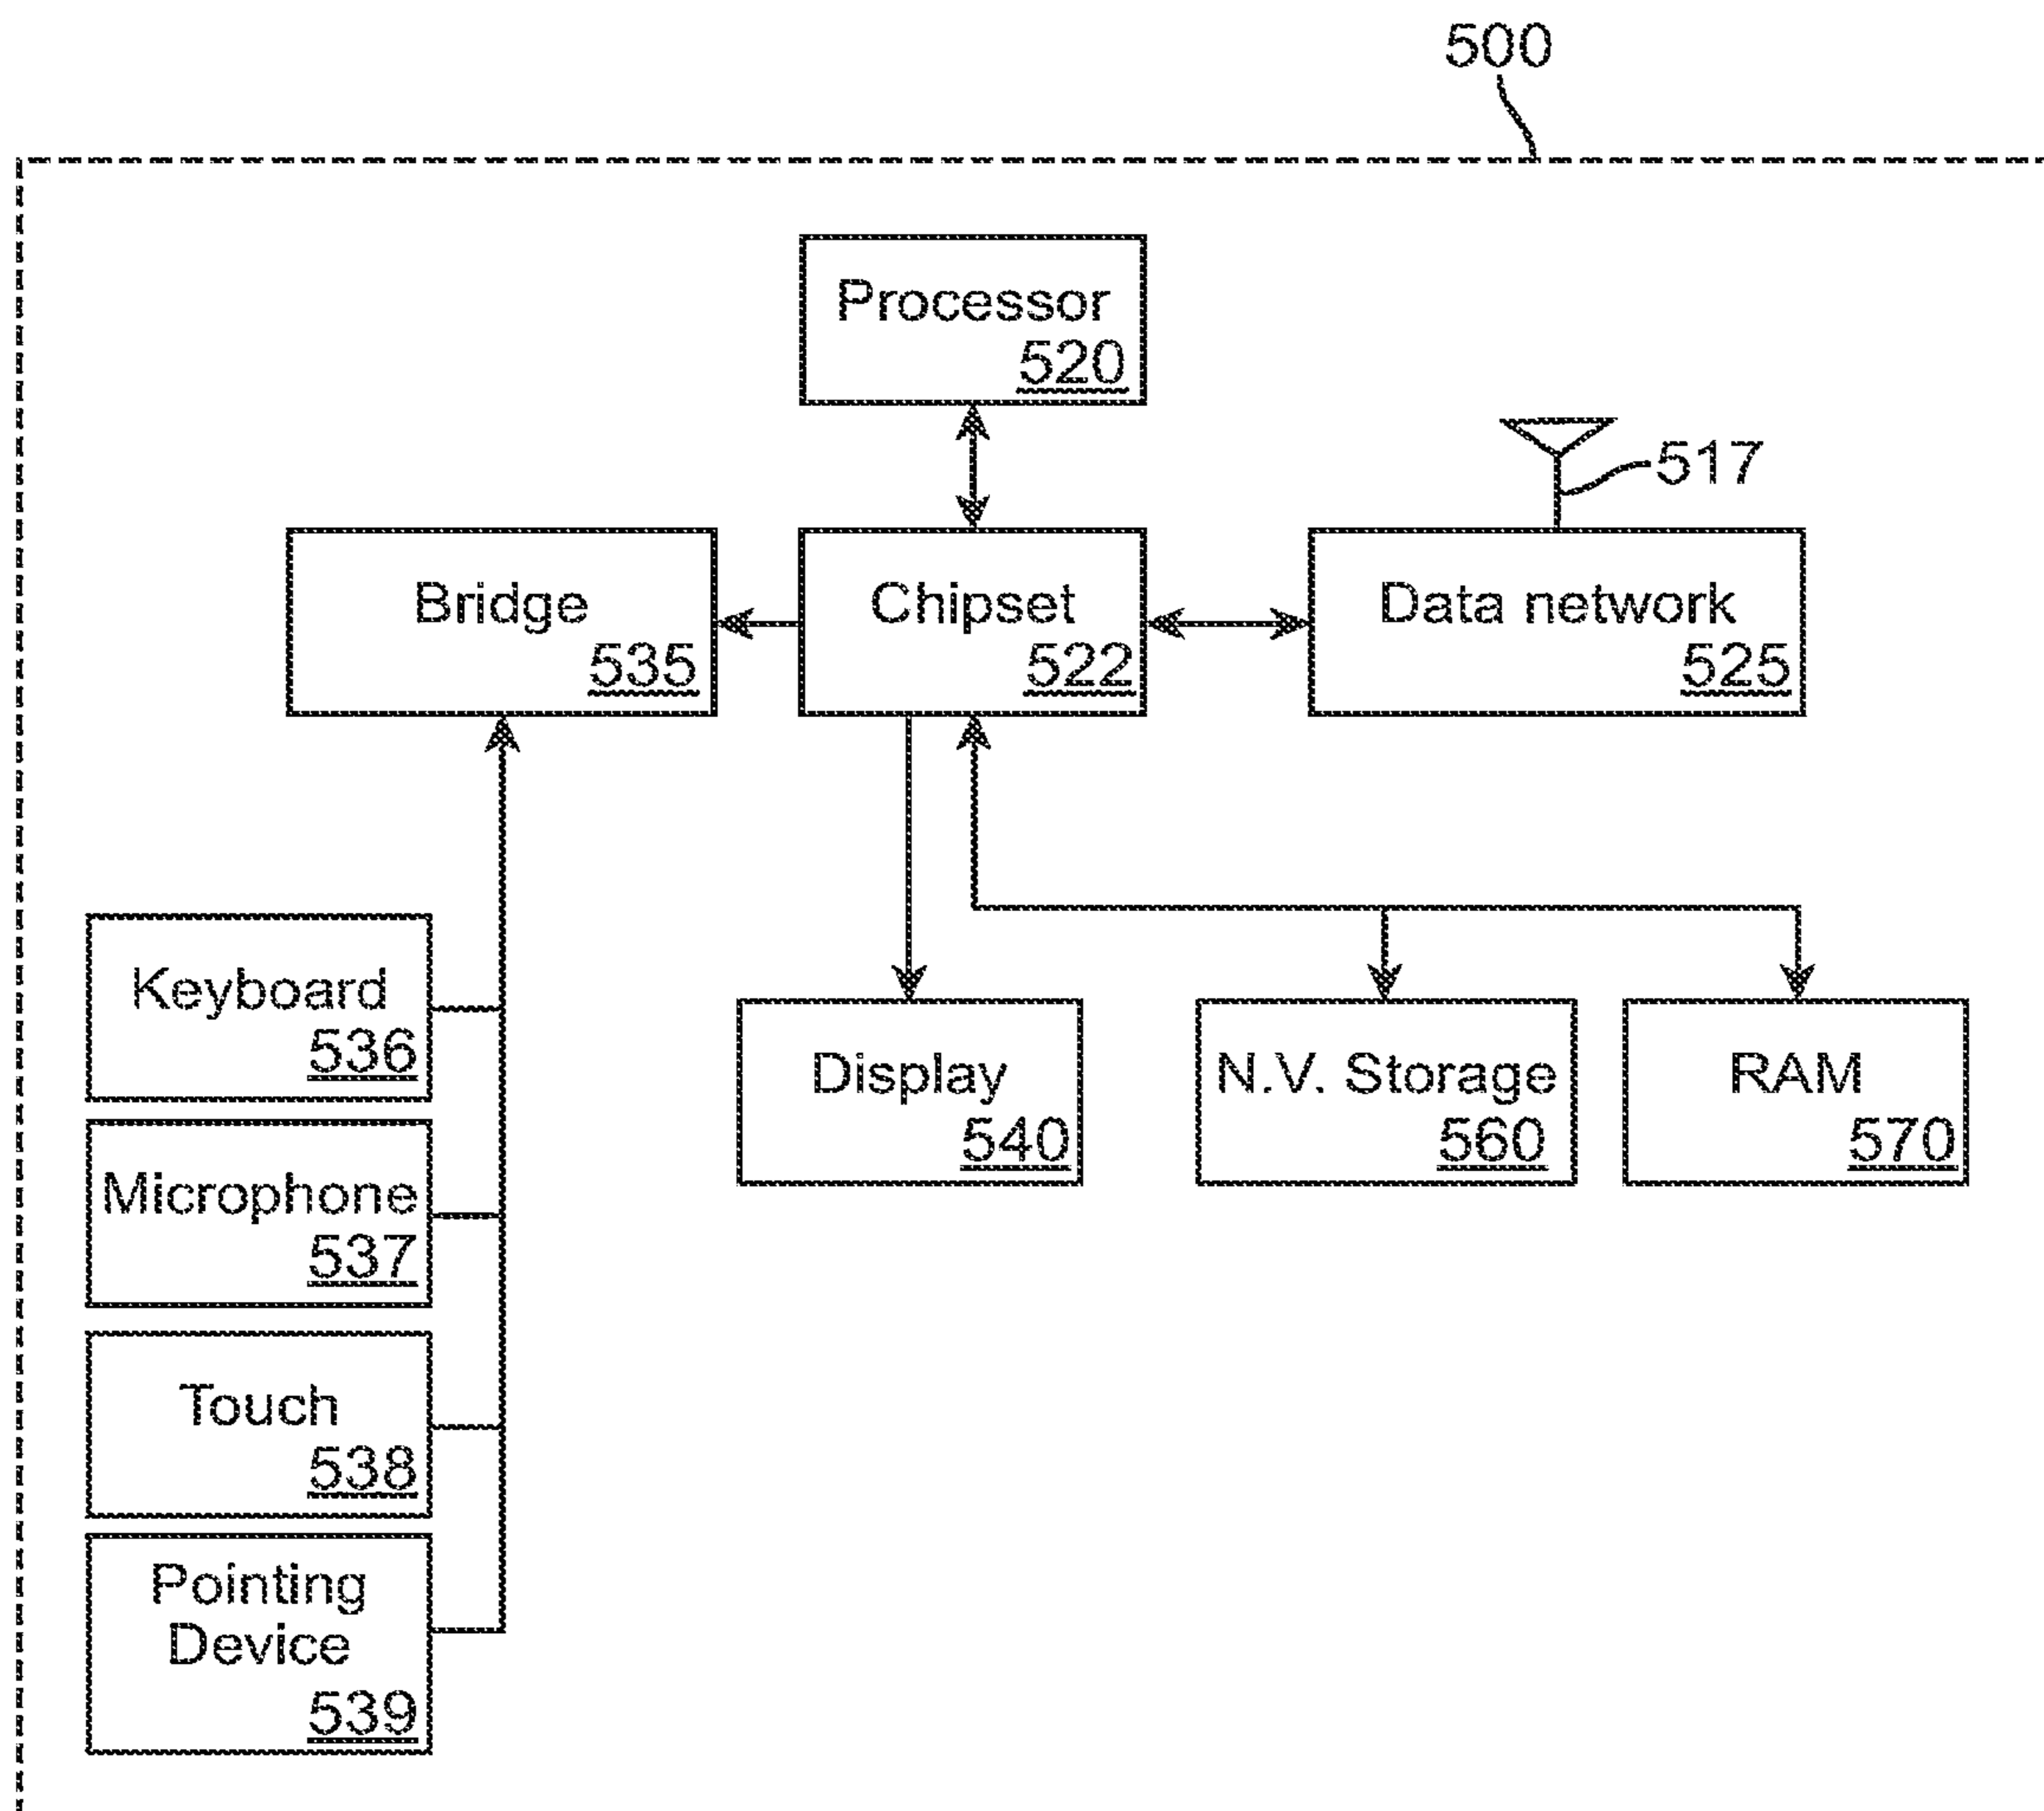 500
Processor
520
517
Bridge
535
Chipset
522
Data network
525
Keyboard
536
Microphone
537
Touch
538
Pointing
Device
539
Display
540
N.V. Storage
560
RAM
570